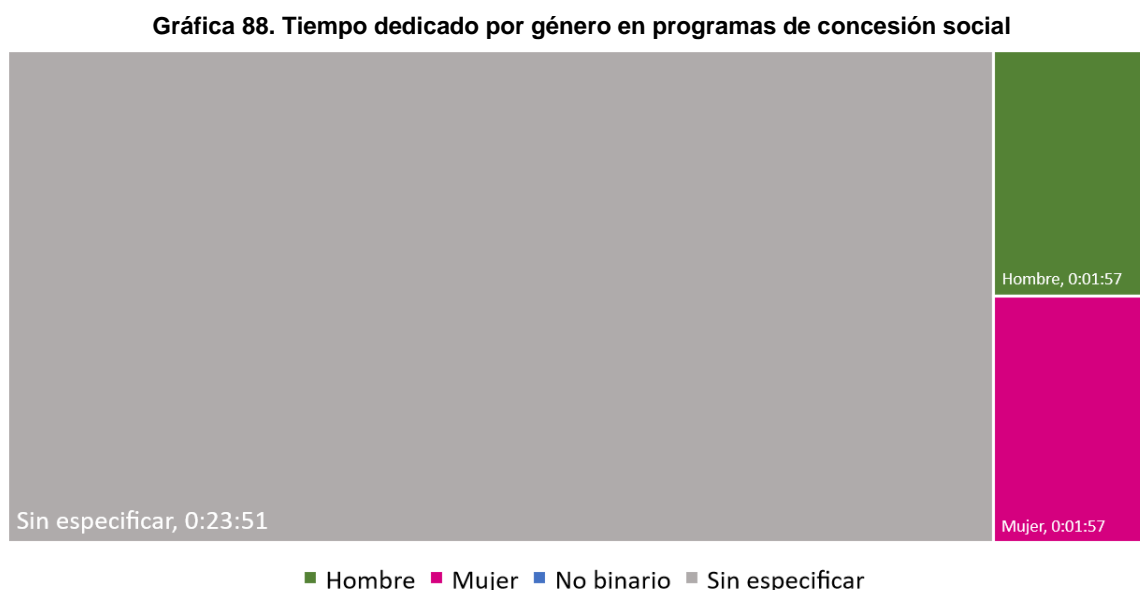 Gráfica 88. Tiempo dedicado por género en programas de concesión social
Hombre, 0:01:57
Sin especificar, 0:23:51
Mujer, 0:01:57
Hombre Mujer No binario Sin especificar